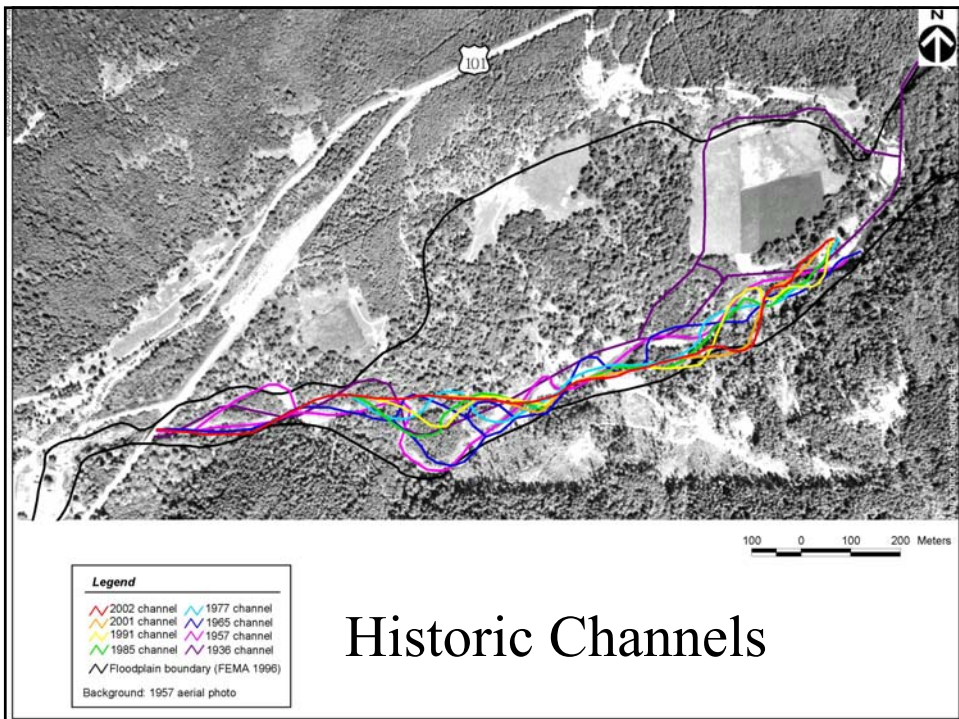 N
101
100 0 100 200 Meters
Legend
2002 channel 1977 channel
2001 channel 1965 channel
1991 channel 1957 channel
1985 channel 1936 channel
Floodplain boundary (FEMA 1996)
Background: 1957 aerial photo
Historic Channels